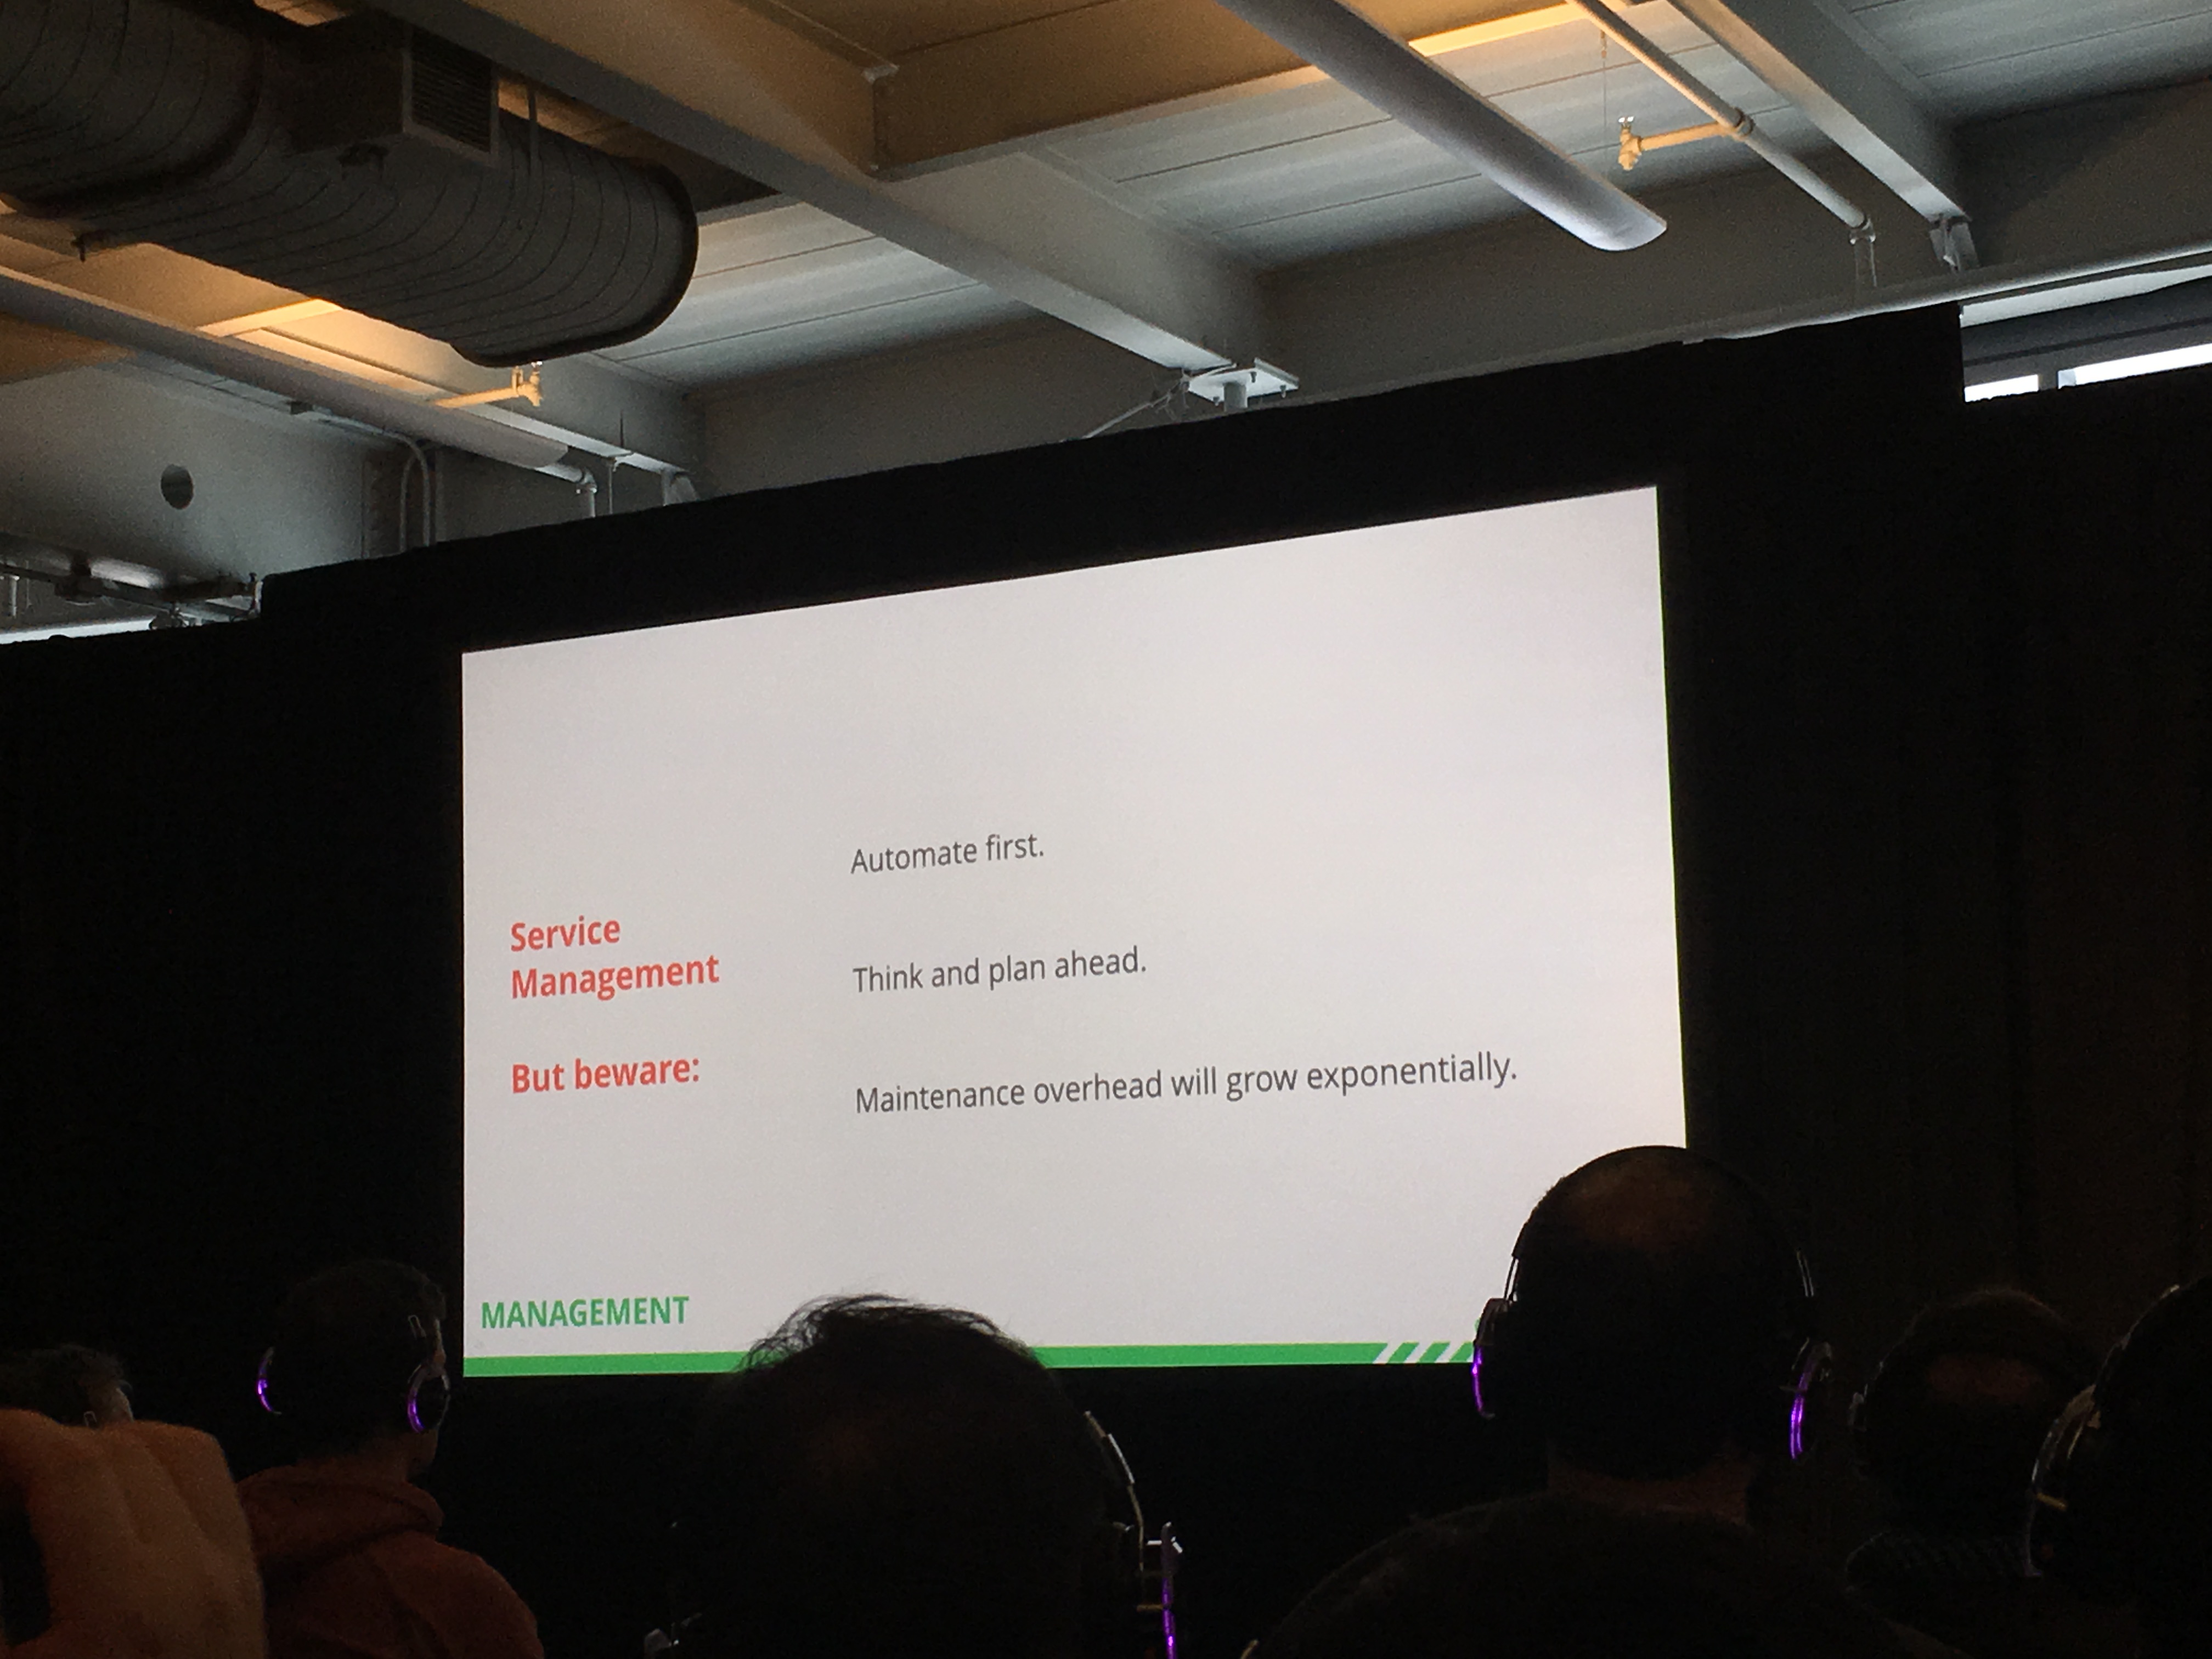 Service
Management
But beware:
Automate first.
Think and plan ahead.
Maintenance overhead will grow exponentially.
MANAGEMENT